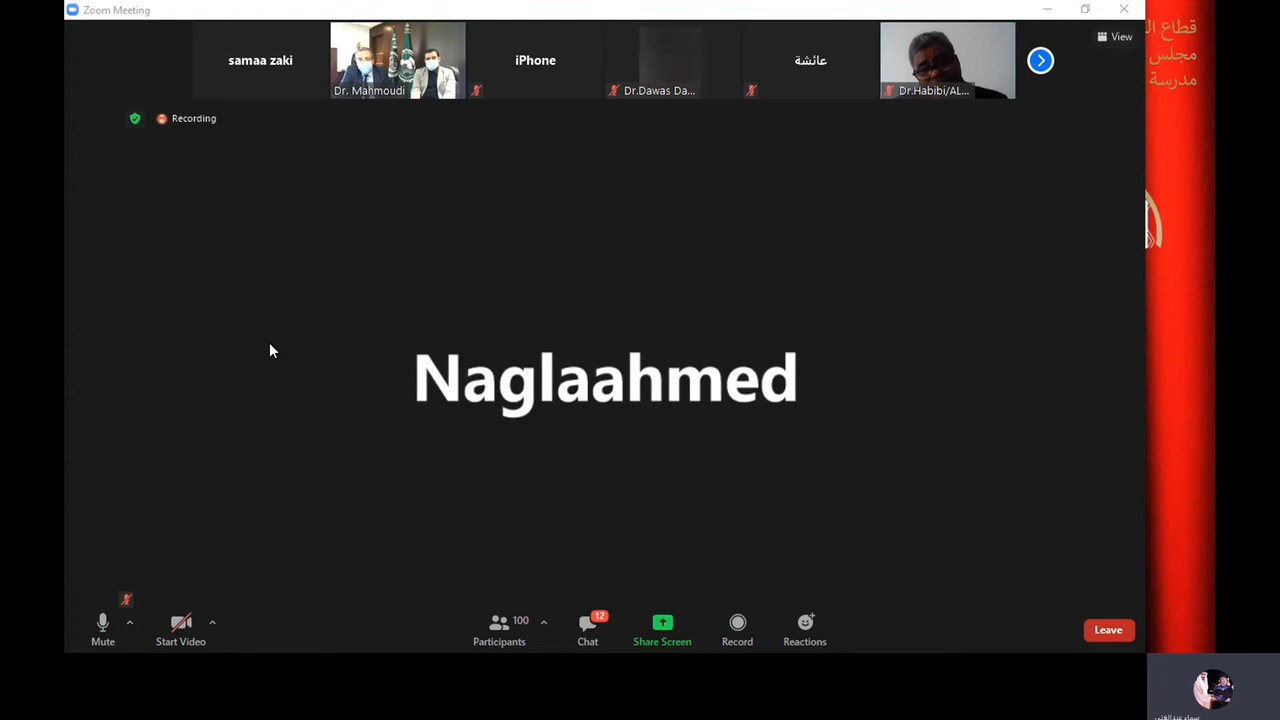 Zoom Meeting
قطاع
مجلس
مدرسة
View
samaa zaki
Dr. Mahmoudi
iPhone
Dr.Dawas Da...
عائشة
Dr.Habibi/AL...
Recording
Naglaahmed
Mute
Start Video
100
Participants
12
Chat
Share Screen
Record
Reactions
Leave